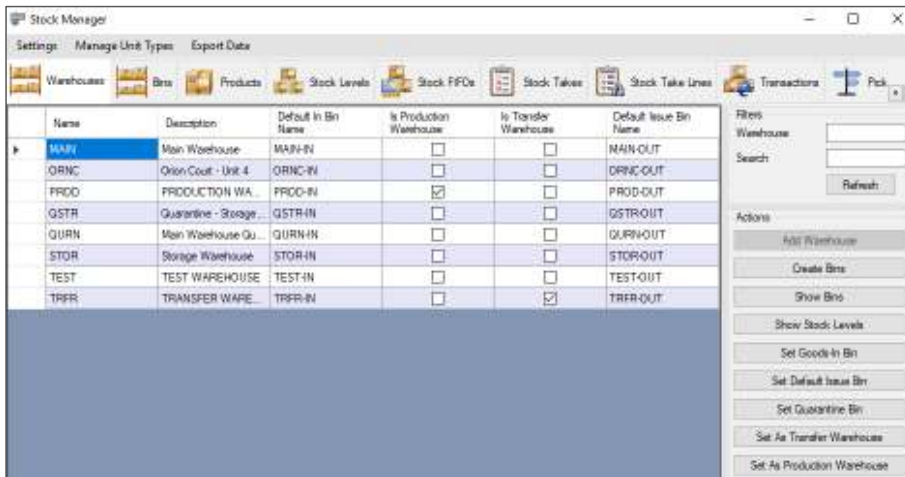 Stock Manager
Settings Manage Unit Types Export Data
Warehouses Bins Products Stock Levels Stock FIFOs Stock Takes Stock Take Lines Transactions Pick
Name Description Default In Bin Name Is Production Warehouse Is Transfer Warehouse Default Issue Bin Name
MAIN Main Warehouse MAIN-IN MAIN-OUT
ORNC Orion Court - Unit 4 ORNC-IN ORNC-OUT
PROD PRODUCTION WA... PROD-IN PROD-OUT
QSTR Quarantine - Storage ... QSTR-IN QSTR-OUT
QURN Main Warehouse Qu... QURN-IN QURN-OUT
STOR Storage Warehouse STOR-IN STOR-OUT
TEST TEST WAREHOUSE TEST-IN TEST-OUT
TRFR TRANSFER WARE... TRFR-IN TRFR-OUT
Filters
Warehouse
Search
Refresh
Actions
Add Warehouse
Create Bins
Show Bins
Show Stock Levels
Set Goods-In Bin
Set Default Issue Bin
Set Quarantine Bin
Set As Transfer Warehouse
Set As Production Warehouse